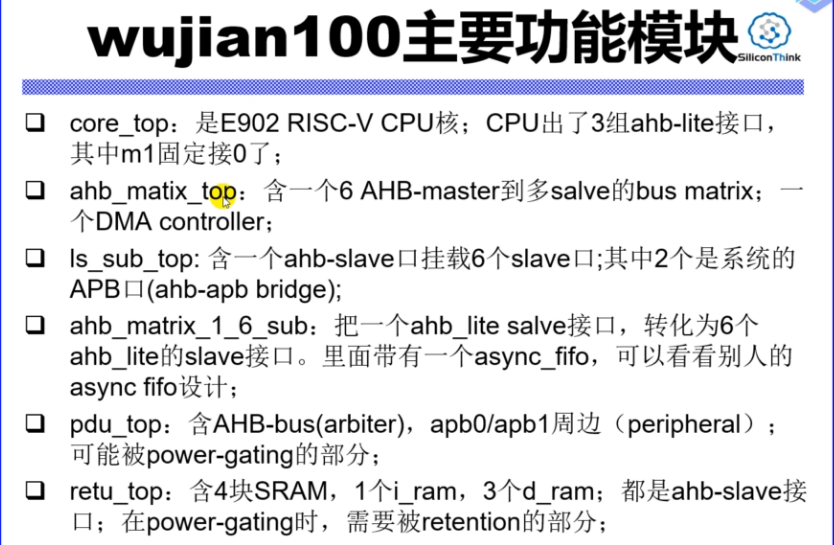 wujian100主要功能模块
SiliconThink
core_top：是E902 RISC-V CPU核；CPU出了3组ahb-lite接口，
其中m1固定接0了；
ahb_matix_top：含一个6 AHB-master到多salve的bus matrix；一
个DMA controller；
ls_sub_top: 含一个ahb-slave口挂载6个slave口;其中2个是系统的
APB口(ahb-apb bridge);
ahb_matrix_1_6_sub：把一个ahb_lite salve接口，转化为6个
ahb_lite的slave接口。里面带有一个async_fifo，可以看看别人的
async fifo设计；
pdu_top：含AHB-bus(arbiter)，apb0/apb1周边（peripheral）；
可能被power-gating的部分；
retu_top：含4块SRAM，1个i_ram，3个d_ram；都是ahb-slave接
口；在power-gating时，需要被retention的部分；